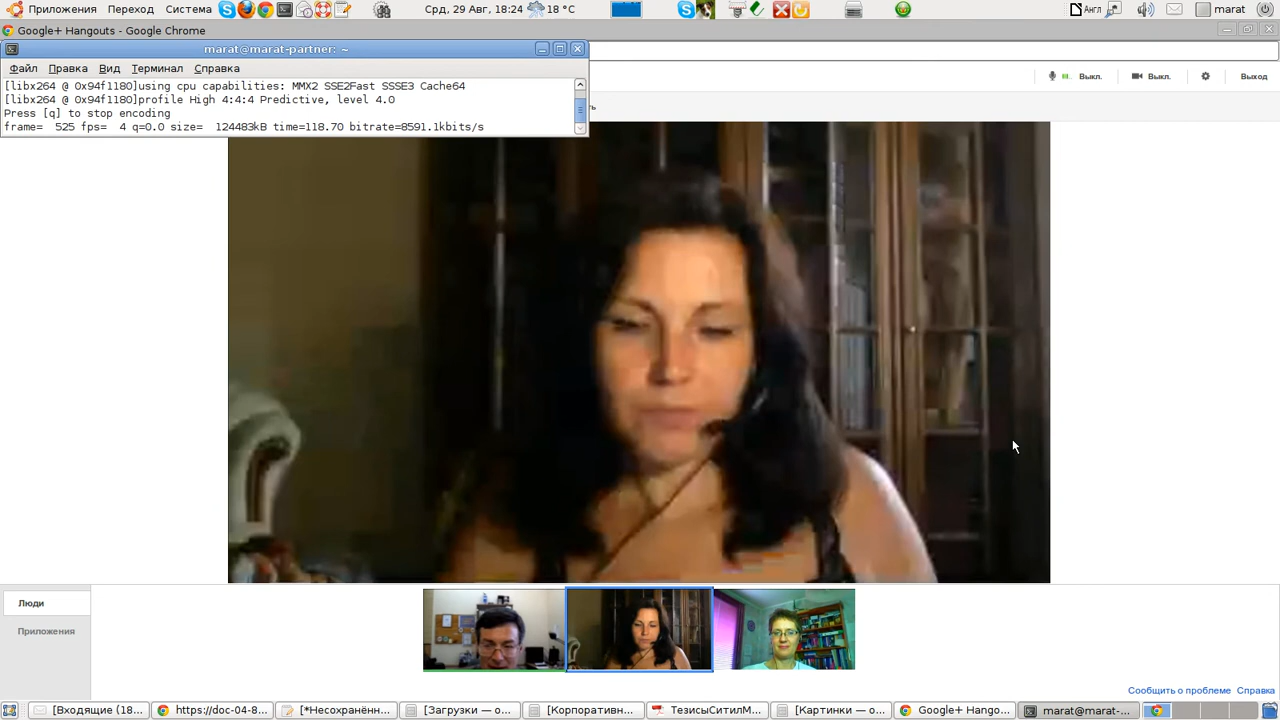 Приложения Переход Система Срд, 29 Авг, 18:24 18 °C Англ marat
Google+ Hangouts - Google Chrome
marat@marat-partner: ~
Файл Правка Вид Терминал Справка
Выкл. Выкл. Выход
[libx264 @ 0x94f1180]using cpu capabilities: MMX2 SSE2Fast SSSE3 Cache64
[libx264 @ 0x94f1180]profile High 4:4:4 Predictive, level 4.0
Press [q] to stop encoding
frame= 525 fps= 4 q=0.0 size= 124483kB time=118.70 bitrate=8591.1kbits/s
Люди
Приложения
Сообщить о проблеме Справка
[Входящие (18... https://doc-04-8... [*Несохранённ... [Загрузки — о... [Корпоративн... ТезисыСитилМ... [Картинки — о... Google+ Hango... marat@marat-...